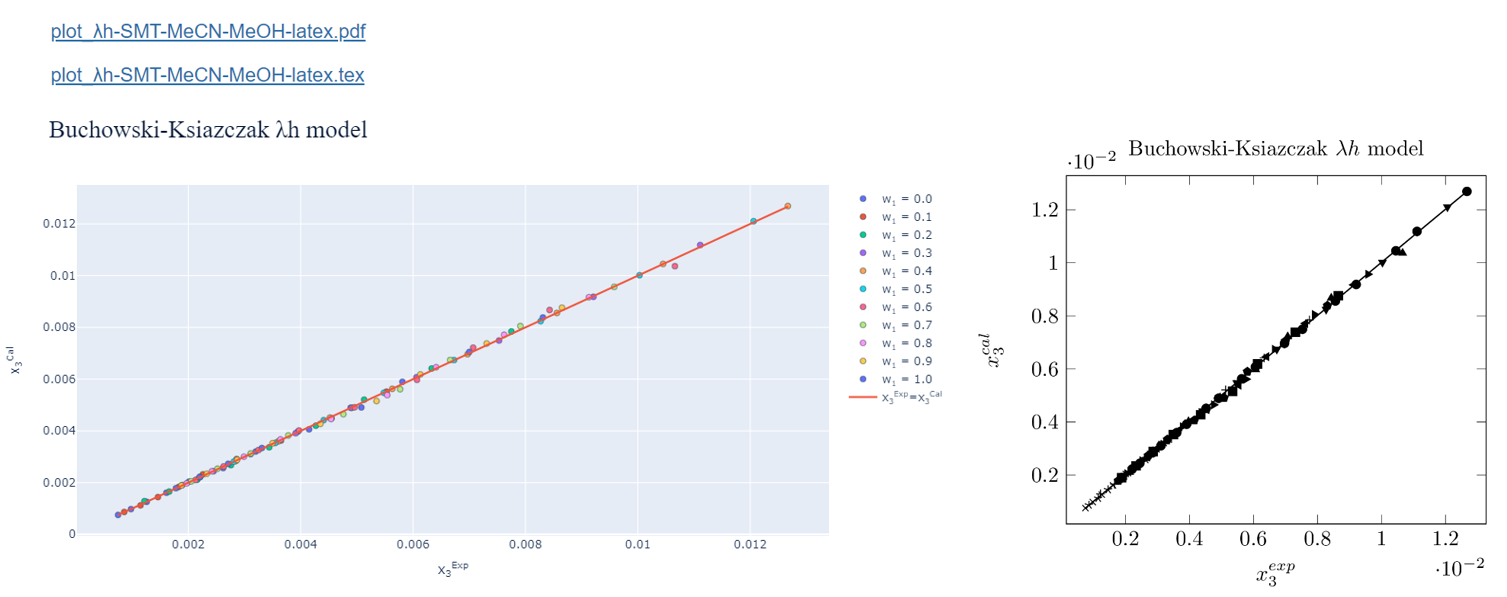 plot_λh-SMT-MeCN-MeOH-latex.pdf
plot_λh-SMT-MeCN-MeOH-latex.tex
Buchowski-Ksiazczak λh model
x₃ᶜᵃˡ
0.012
0.01
0.008
0.006
0.004
0.002
0
0.002 0.004 0.006 0.008 0.01 0.012
x₃ᴱˣᵖ
w₁ = 0.0
w₁ = 0.1
w₁ = 0.2
w₁ = 0.3
w₁ = 0.4
w₁ = 0.5
w₁ = 0.6
w₁ = 0.7
w₁ = 0.8
w₁ = 0.9
w₁ = 1.0
x₃ᴱˣᵖ=x₃ᶜᵃˡ
Buchowski-Ksiazczak λh model
·10⁻²
1.2
1
0.8
0.6
0.4
0.2
x₃ᶜᵃˡ
0.2 0.4 0.6 0.8 1 1.2
·10⁻²
x₃ᵉˣᵖ